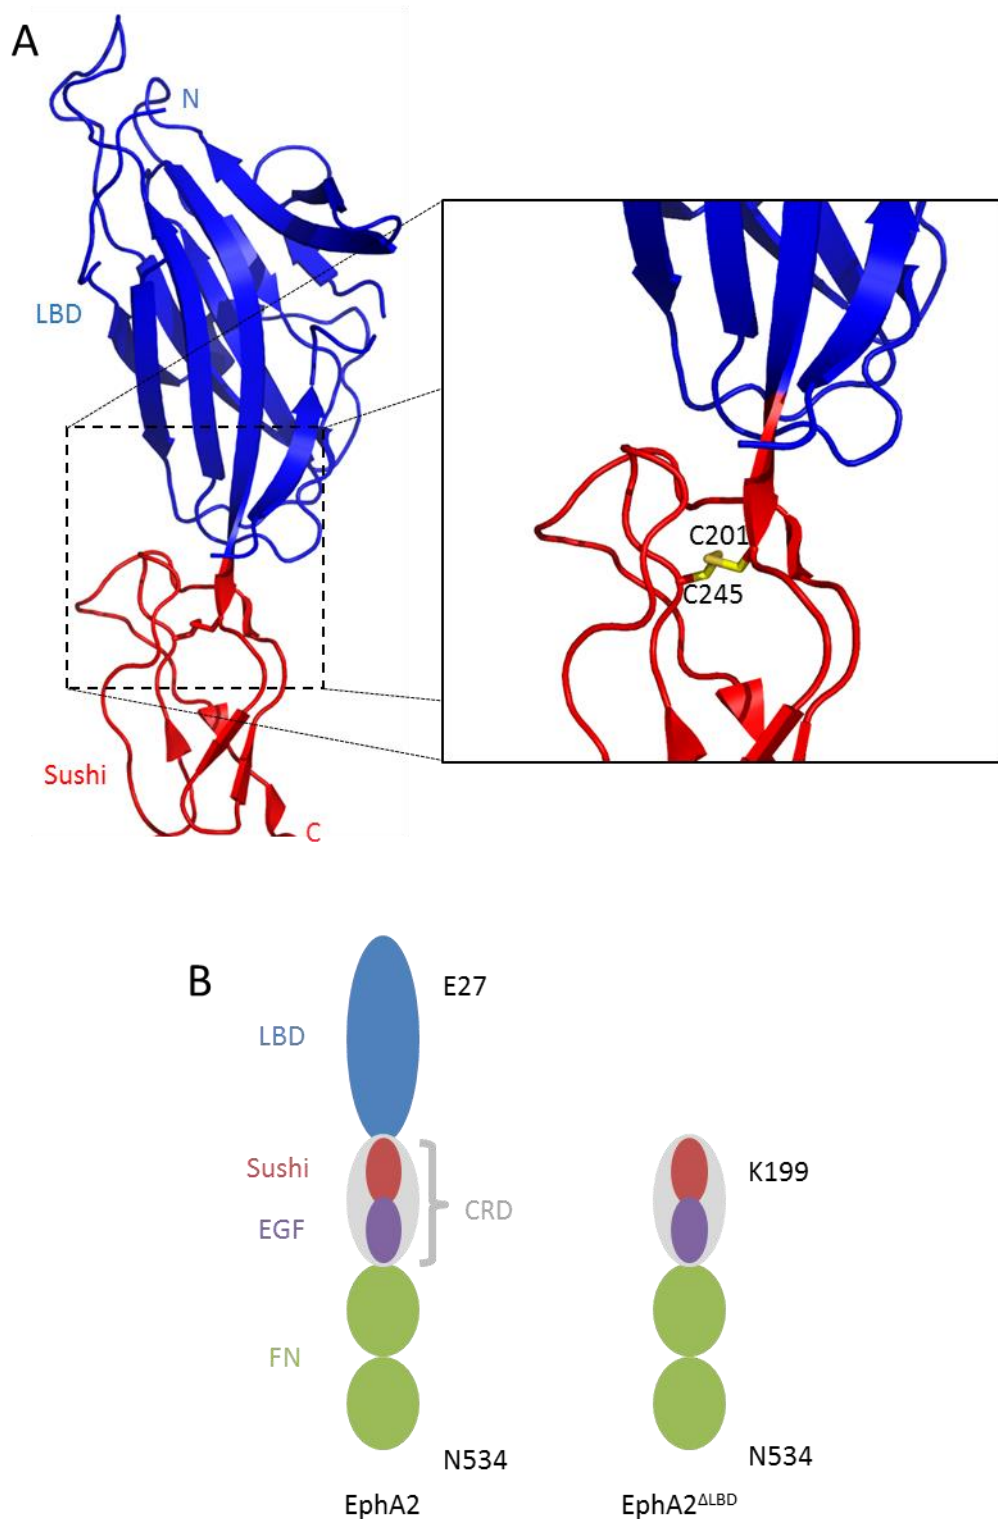 A
N
LBD
C201
C245
Sushi
C
B
E27
LBD
Sushi
K199
EGF
CRD
FN
N534
N534
EphA2
EphA2ΔLBD